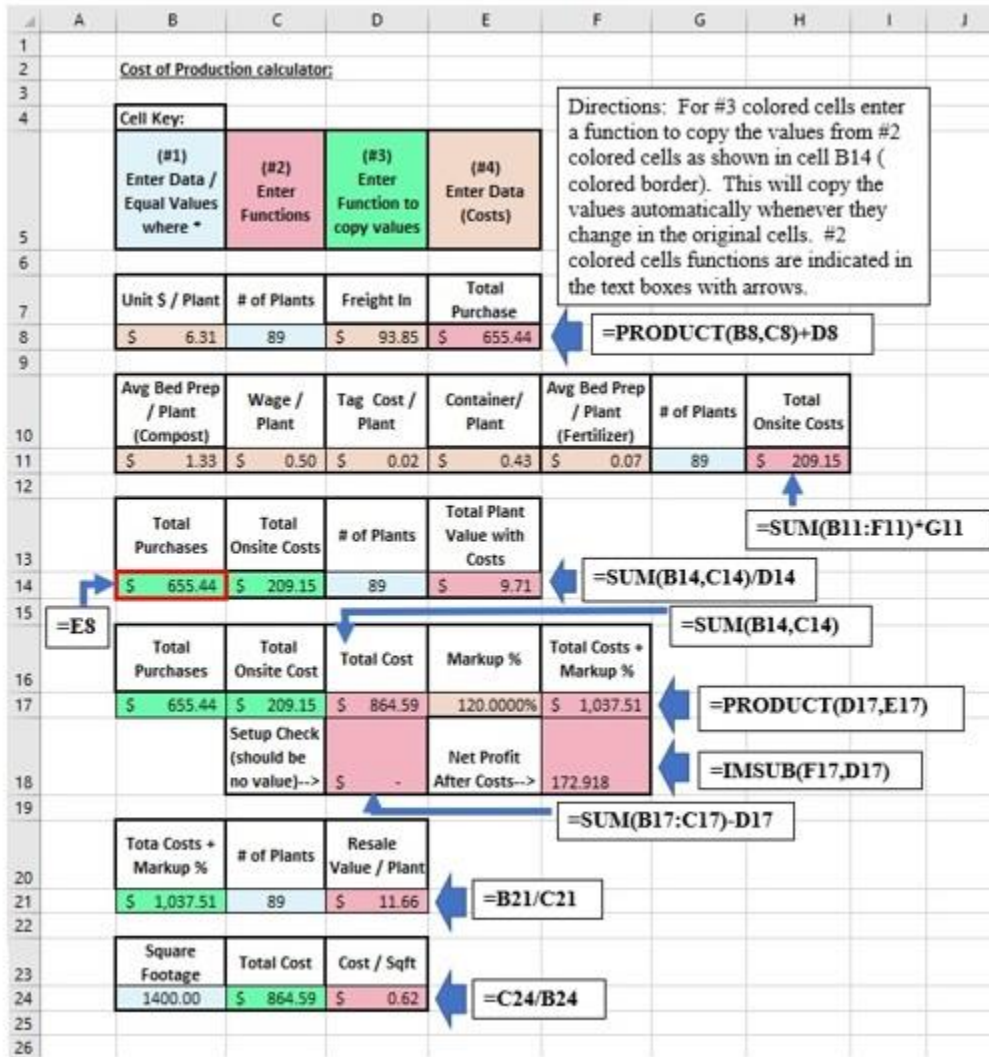 A B C D E F G H I J
1
2 Cost of Production calculator:
3
4 Cell Key:
Directions: For #3 colored cells enter
a function to copy the values from #2
colored cells as shown in cell B14 (
colored border). This will copy the
values automatically whenever they
change in the original cells. #2
colored cells functions are indicated in
the text boxes with arrows.
(#1)
Enter Data /
Equal Values
where *
(#2)
Enter
Functions
(#3)
Enter
Function to
copy values
(#4)
Enter Data
(Costs)
5
6
7
Unit $ / Plant
# of Plants
Freight In
Total
Purchase
8 $ 6.31 89 $ 93.85 $ 655.44
=PRODUCT(B8,C8)+D8
9
10
Avg Bed Prep
/ Plant
(Compost)
Wage /
Plant
Tag Cost /
Plant
Container/
Plant
Avg Bed Prep
/ Plant
(Fertilizer)
# of Plants
Total
Onsite Costs
11 $ 1.33 $ 0.50 $ 0.02 $ 0.43 $ 0.07 89 $ 209.15
12
=SUM(B11:F11)*G11
13
Total
Purchases
Total
Onsite Costs
# of Plants
Total Plant
Value with
Costs
14 $ 655.44 $ 209.15 89 $ 9.71
=SUM(B14,C14)/D14
15
=E8
=SUM(B14,C14)
16
Total
Purchases
Total
Onsite Cost
Total Cost
Markup %
Total Costs +
Markup %
17 $ 655.44 $ 209.15 $ 864.59 120.0000% $ 1,037.51
=PRODUCT(D17,E17)
18
Setup Check
(should be
no value)-->
$ -
Net Profit
After Costs-->
172.918
=IMSUB(F17,D17)
19
=SUM(B17:C17)-D17
20
Tota Costs +
Markup %
# of Plants
Resale
Value / Plant
21 $ 1,037.51 89 $ 11.66
=B21/C21
22
23
Square
Footage
Total Cost
Cost / Sqft
24 1400.00 $ 864.59 $ 0.62
=C24/B24
25
26